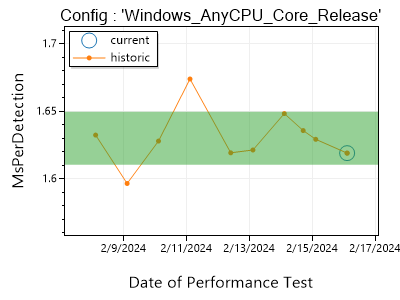 Config : 'Windows_AnyCPU_Core_Release'
current
historic
MsPerDetection
1.7
1.65
1.6
2/9/2024 2/11/2024 2/13/2024 2/15/2024 2/17/2024
Date of Performance Test